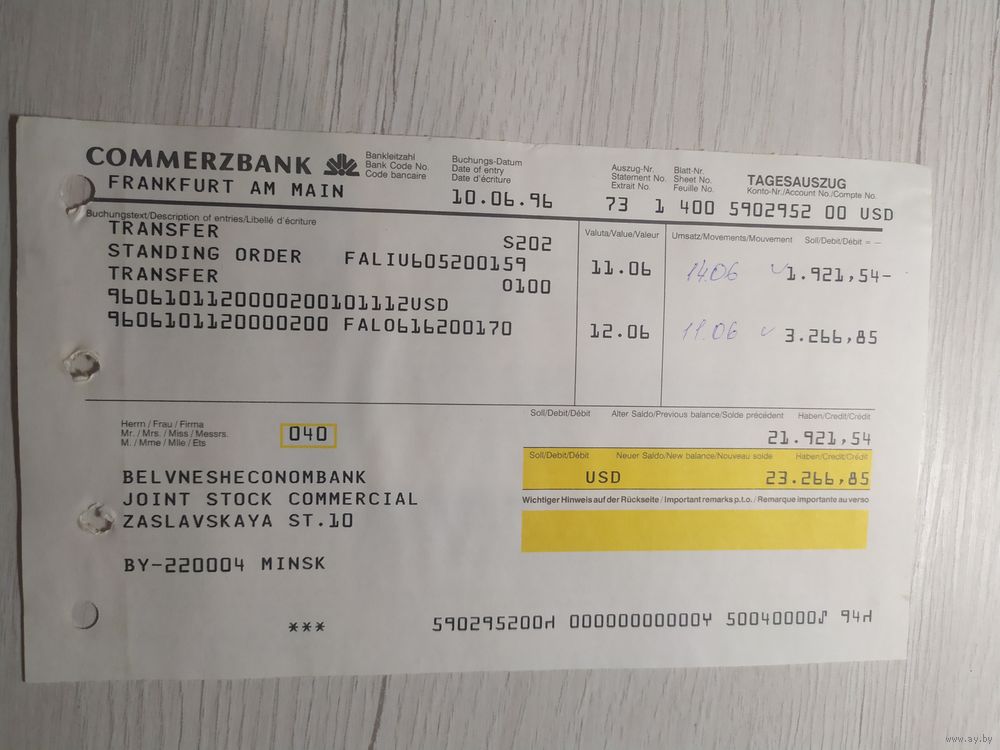 COMMERZBANK
FRANKFURT AM MAIN
Bankleitzahl
Bank Code No.
Code bancaire
Buchungs-Datum
Date of entry
Date d'écriture
10.06.96
Auszug-Nr.
Statement No.
Extrait No.
73
Blatt-Nr.
Sheet No.
Feuille No.
1
TAGESAUSZUG
Konto-Nr./Account No./Compte No.
400 5902952 00 USD
Buchungstext/Description of entries/Libellé d'écriture
Valuta/Value/Valeur
Umsatz/Movements/Mouvement Soll/Debit/Débit = −
TRANSFER S202
STANDING ORDER FALIU605200159 11.06 14.06 1.921,54-
TRANSFER 0100
9606101120000200101112USD
9606101120000200 FAL0616200170 12.06 11.06 3.266,85
Soll/Debit/Débit Alter Saldo/Previous balance/Solde précédent Haben/Credit/Crédit
21.921,54
Soll/Debit/Débit Neuer Saldo/New balance/Nouveau solde Haben/Credit/Crédit
USD 23.266,85
Wichtiger Hinweis auf der Rückseite / Important remarks p.t.o. / Remarque importante au verso
Herrn / Frau / Firma
Mr. / Mrs. / Miss / Messrs.
M. / Mme / Mlle / Ets
040
BELVNESHECONOMBANK
JOINT STOCK COMMERCIAL
ZASLAVSKAYA ST.10
BY-220004 MINSK
***
590295200⑁ 00000000000⑂ 50040000⑀ 94⑁
www.ay.by